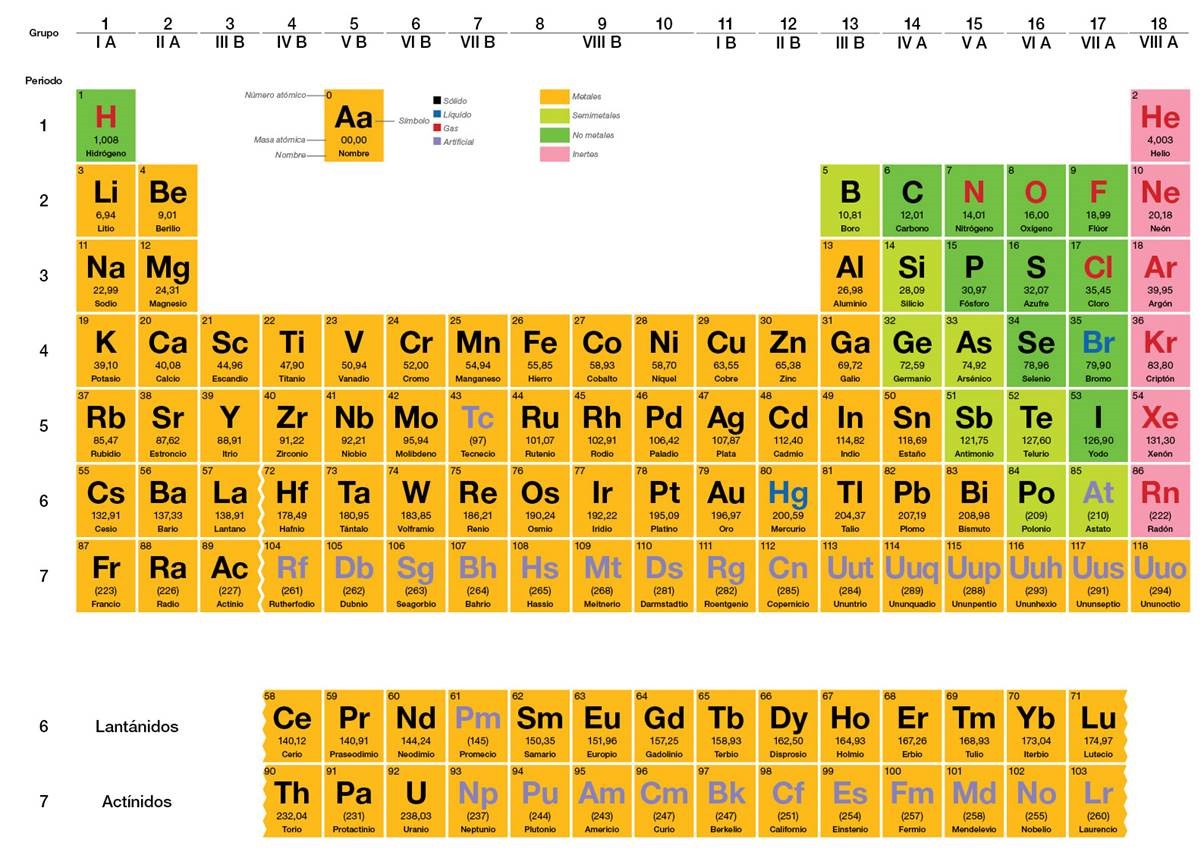 Grupo 1 2 3 4 5 6 7 8 9 10 11 12 13 14 15 16 17 18
I A II A III B IV B V B VI B VII B VIII B I B II B III B IV A V A VI A VII A VIII A
Periodo
Número atómico 0
Aa
Símbolo
Masa atómica 00,00
Nombre Nombre
Sólido
Líquido
Gas
Artificial
Metales
Semimetales
No metales
Inertes
1
1 2
H He
1,008 4,003
Hidrógeno Helio
2
3 4 5 6 7 8 9 10
Li Be B C N O F Ne
6,94 9,01 10,81 12,01 14,01 16,00 18,99 20,18
Litio Berilio Boro Carbono Nitrógeno Oxígeno Flúor Neón
3
11 12 13 14 15 16 17 18
Na Mg Al Si P S Cl Ar
22,99 24,31 26,98 28,09 30,97 32,07 35,45 39,95
Sodio Magnesio Aluminio Silicio Fósforo Azufre Cloro Argón
4
19 20 21 22 23 24 25 26 27 28 29 30 31 32 33 34 35 36
K Ca Sc Ti V Cr Mn Fe Co Ni Cu Zn Ga Ge As Se Br Kr
39,10 40,08 44,96 47,90 50,94 52,00 54,94 55,85 58,93 58,70 63,55 65,38 69,72 72,59 74,92 78,96 79,90 83,80
Potasio Calcio Escandio Titanio Vanadio Cromo Manganeso Hierro Cobalto Níquel Cobre Zinc Galio Germanio Arsénico Selenio Bromo Criptón
5
37 38 39 40 41 42 43 44 45 46 47 48 49 50 51 52 53 54
Rb Sr Y Zr Nb Mo Tc Ru Rh Pd Ag Cd In Sn Sb Te I Xe
85,47 87,62 88,91 91,22 92,21 95,94 (97) 101,07 102,91 106,42 107,87 112,40 114,82 118,69 121,75 127,60 126,90 131,30
Rubidio Estroncio Itrio Zirconio Niobio Molibdeno Tecnecio Rutenio Rodio Paladio Plata Cadmio Indio Estaño Antimonio Telurio Yodo Xenón
6
55 56 57 72 73 74 75 76 77 78 79 80 81 82 83 84 85 86
Cs Ba La Hf Ta W Re Os Ir Pt Au Hg Tl Pb Bi Po At Rn
132,91 137,33 138,91 178,49 180,95 183,85 186,21 190,24 192,22 195,09 196,97 200,59 204,37 207,19 208,98 (209) (210) (222)
Cesio Bario Lantano Hafnio Tántalo Volframio Renio Osmio Iridio Platino Oro Mercurio Talio Plomo Bismuto Polonio Astato Radón
7
87 88 89 104 105 106 107 108 109 110 111 112 113 114 115 116 117 118
Fr Ra Ac Rf Db Sg Bh Hs Mt Ds Rg Cn Uut Uuq Uup Uuh Uus Uuo
(223) (226) (227) (261) (262) (263) (264) (265) (268) (281) (282) (285) (284) (289) (288) (293) (291) (294)
Francio Radio Actinio Rutherfodio Dubnio Seagorbio Bahrio Hassio Meitnerio Darmstadtio Roentgenio Copernício Ununtrio Ununquadio Ununpentio Ununhexio Ununseptio Ununoctio
6 Lantánidos
58 59 60 61 62 63 64 65 66 67 68 69 70 71
Ce Pr Nd Pm Sm Eu Gd Tb Dy Ho Er Tm Yb Lu
140,12 140,91 144,24 (145) 150,35 151,96 157,25 158,93 162,50 164,93 167,26 168,93 173,04 174,97
Cerio Praseodimio Neodimio Promecio Samario Europio Gadolinio Terbio Disprosio Holmio Erbio Tulio Iterbio Lutecio
7 Actínidos
90 91 92 93 94 95 96 97 98 99 100 101 102 103
Th Pa U Np Pu Am Cm Bk Cf Es Fm Md No Lr
232,04 (231) 238,03 (237) (244) (243) (247) (247) (251) (254) (257) (258) (255) (260)
Torio Protactinio Uranio Neptunio Plutonio Americio Curio Berkelio Californio Einstenio Fermio Mendelevio Nobelio Laurencio